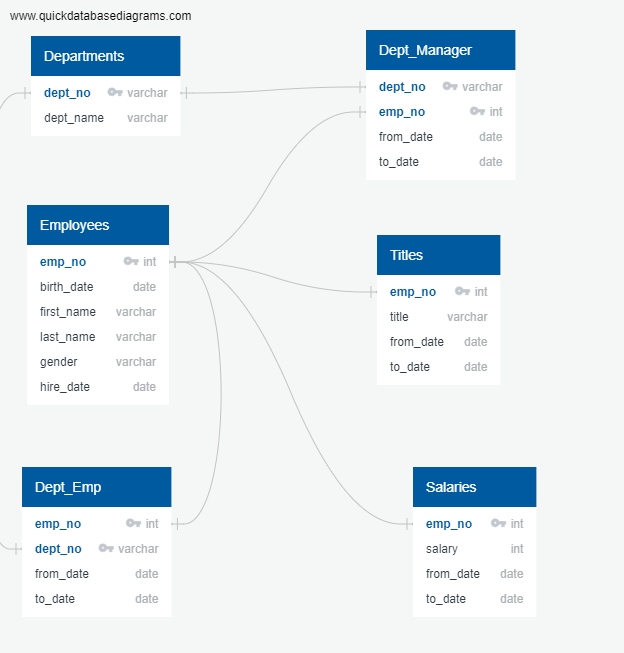 www.quickdatabasediagrams.com
Departments
dept_no varchar
dept_name varchar
Dept_Manager
dept_no varchar
emp_no int
from_date date
to_date date
Employees
emp_no int
birth_date date
first_name varchar
last_name varchar
gender varchar
hire_date date
Titles
emp_no int
title varchar
from_date date
to_date date
Dept_Emp
emp_no int
dept_no varchar
from_date date
to_date date
Salaries
emp_no int
salary int
from_date date
to_date date